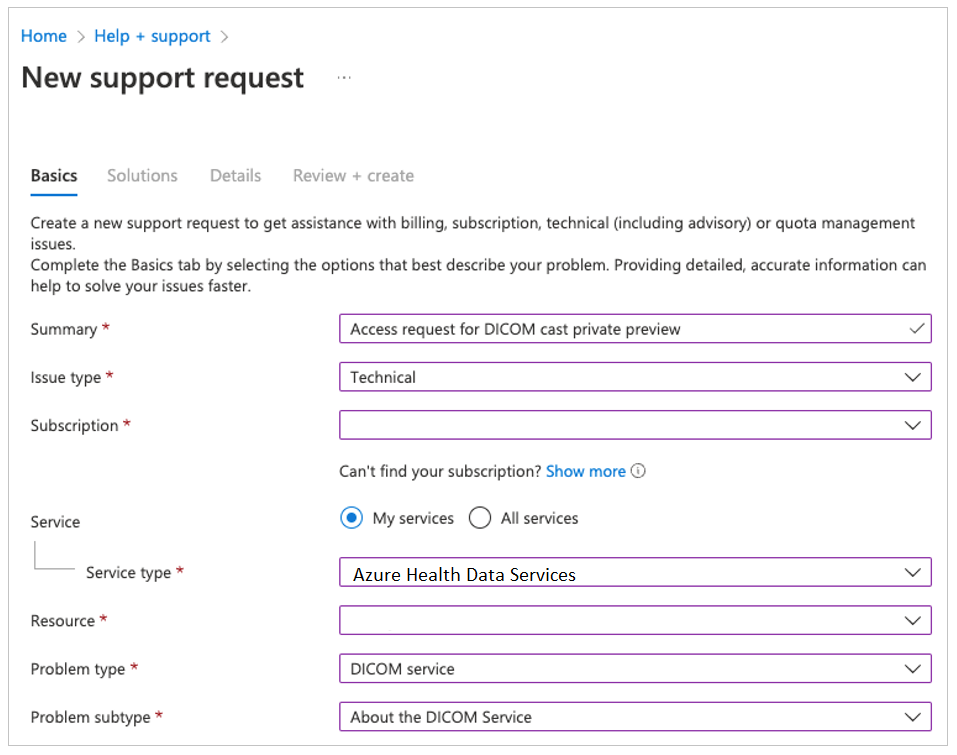 Home > Help + support >
New support request ...
Basics Solutions Details Review + create
Create a new support request to get assistance with billing, subscription, technical (including advisory) or quota management
issues.
Complete the Basics tab by selecting the options that best describe your problem. Providing detailed, accurate information can
help to solve your issues faster.
Summary * Access request for DICOM cast private preview
Issue type * Technical
Subscription *
Can't find your subscription? Show more
Service My services All services
Service type * Azure Health Data Services
Resource *
Problem type * DICOM service
Problem subtype * About the DICOM Service